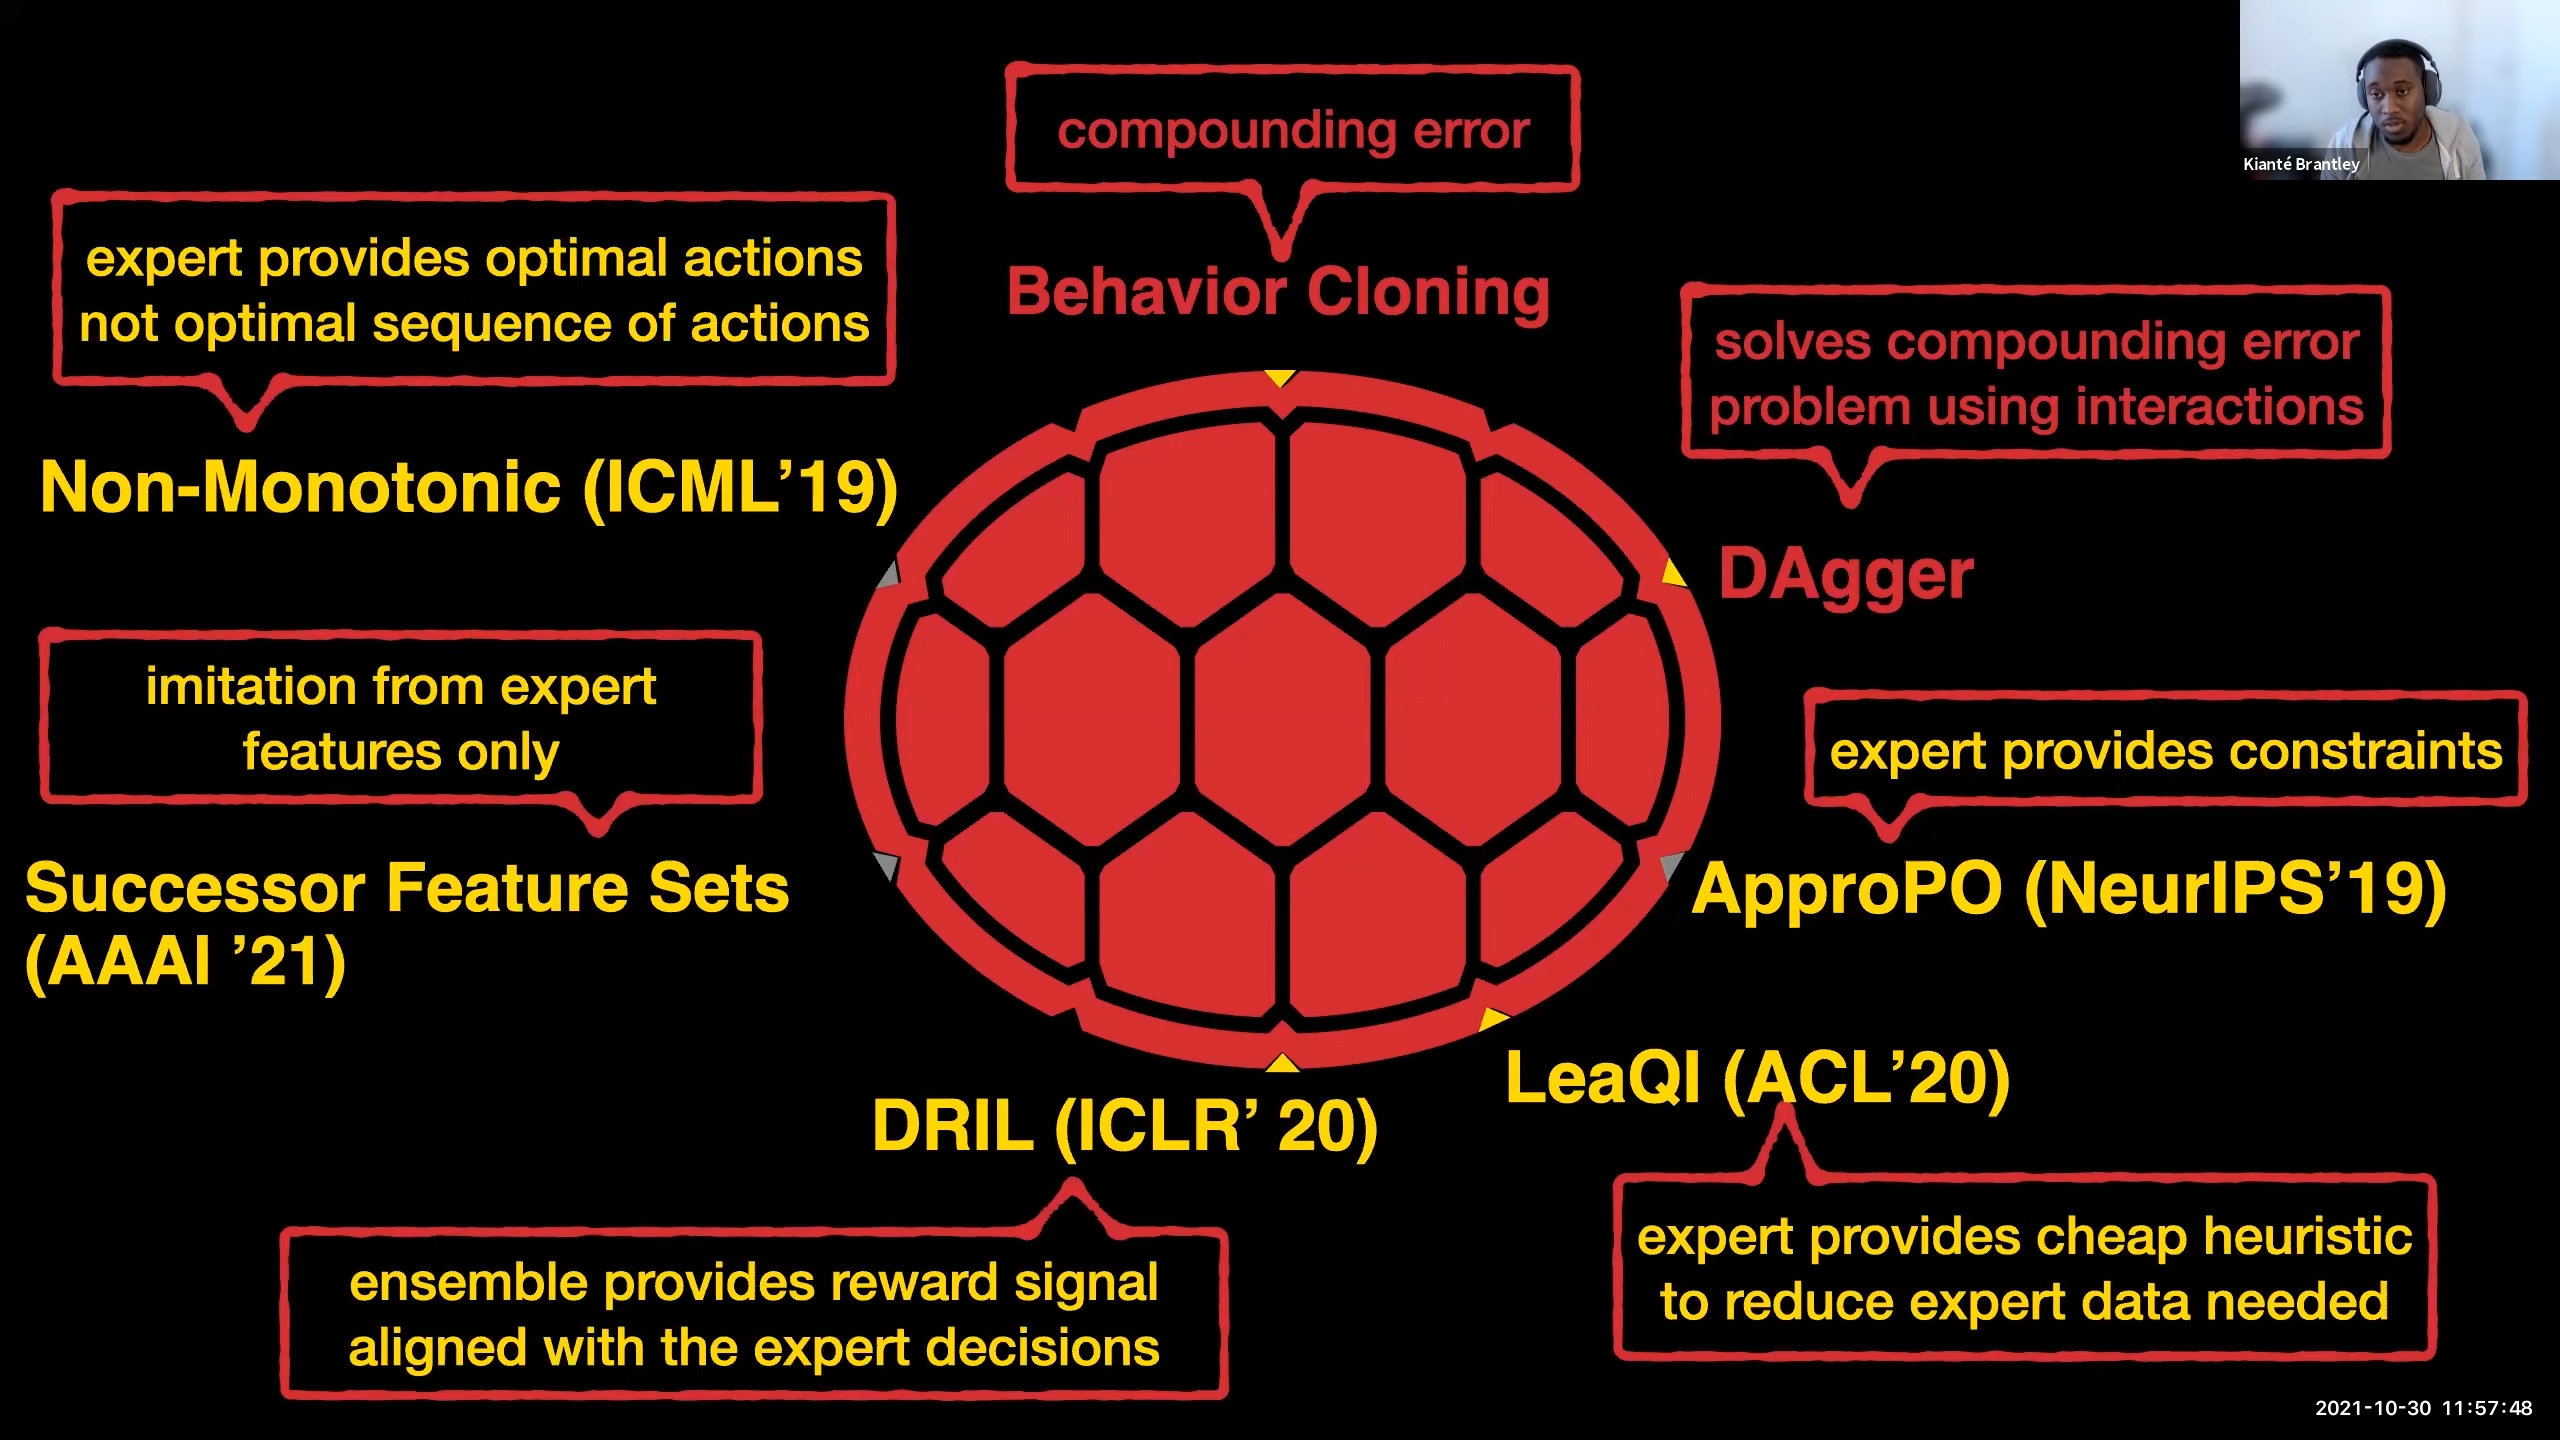 compounding error
Behavior Cloning
expert provides optimal actions
not optimal sequence of actions
Non-Monotonic (ICML’19)
solves compounding error
problem using interactions
DAgger
imitation from expert
features only
Successor Feature Sets
(AAAI ’21)
expert provides constraints
ApproPO (NeurIPS’19)
DRIL (ICLR’ 20)
ensemble provides reward signal
aligned with the expert decisions
LeaQI (ACL’20)
expert provides cheap heuristic
to reduce expert data needed
Kianté Brantley
2021-10-30 11:57:48